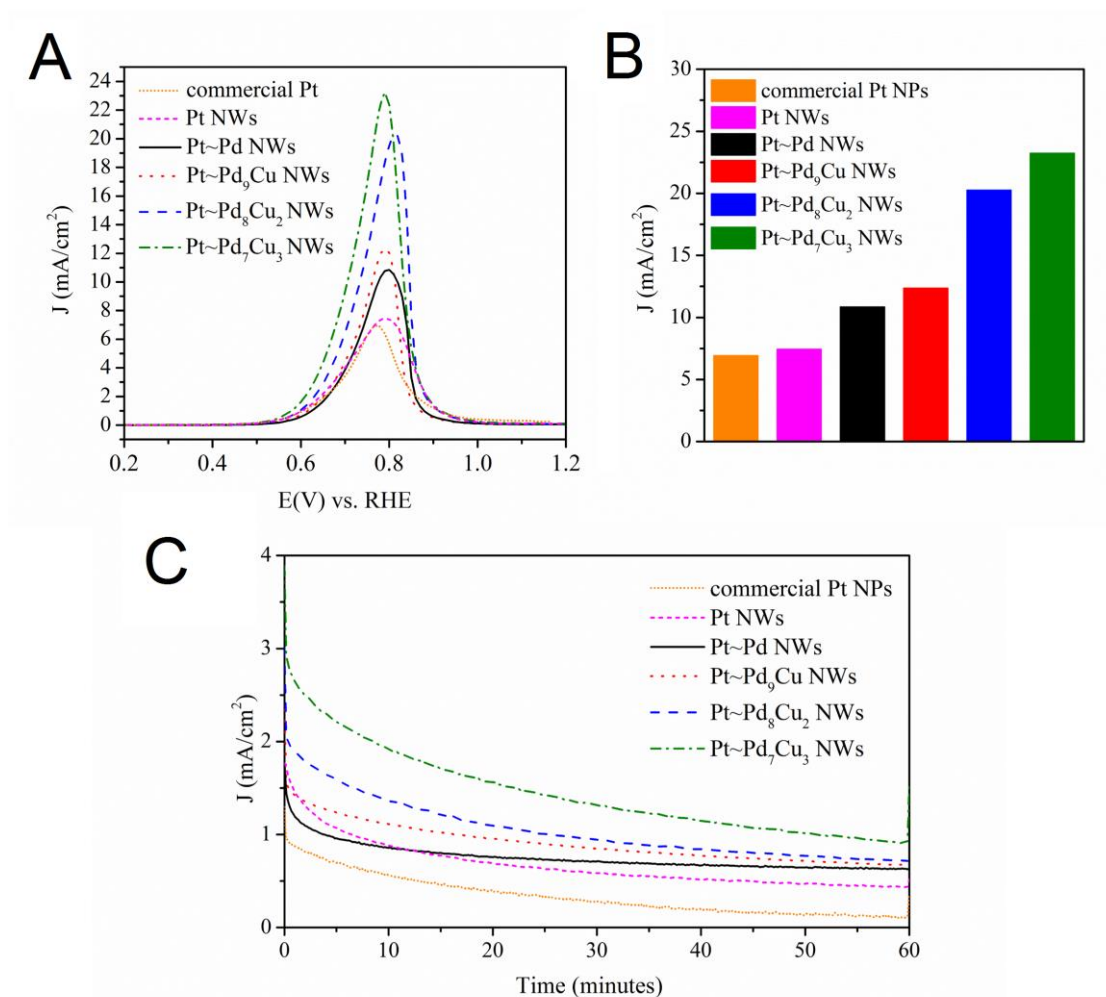 A
commercial Pt
Pt NWs
Pt~Pd NWs
Pt~Pd₉Cu NWs
Pt~Pd₈Cu₂ NWs
Pt~Pd₇Cu₃ NWs
24
22
20
18
16
14
12
10
8
6
4
2
0
J (mA/cm²)
0.2 0.4 0.6 0.8 1.0 1.2
E(V) vs. RHE
B
commercial Pt NPs
Pt NWs
Pt~Pd NWs
Pt~Pd₉Cu NWs
Pt~Pd₈Cu₂ NWs
Pt~Pd₇Cu₃ NWs
30
25
20
15
10
5
0
J (mA/cm²)
C
commercial Pt NPs
Pt NWs
Pt~Pd NWs
Pt~Pd₉Cu NWs
Pt~Pd₈Cu₂ NWs
Pt~Pd₇Cu₃ NWs
4
3
2
1
0
J (mA/cm²)
0 10 20 30 40 50 60
Time (minutes)